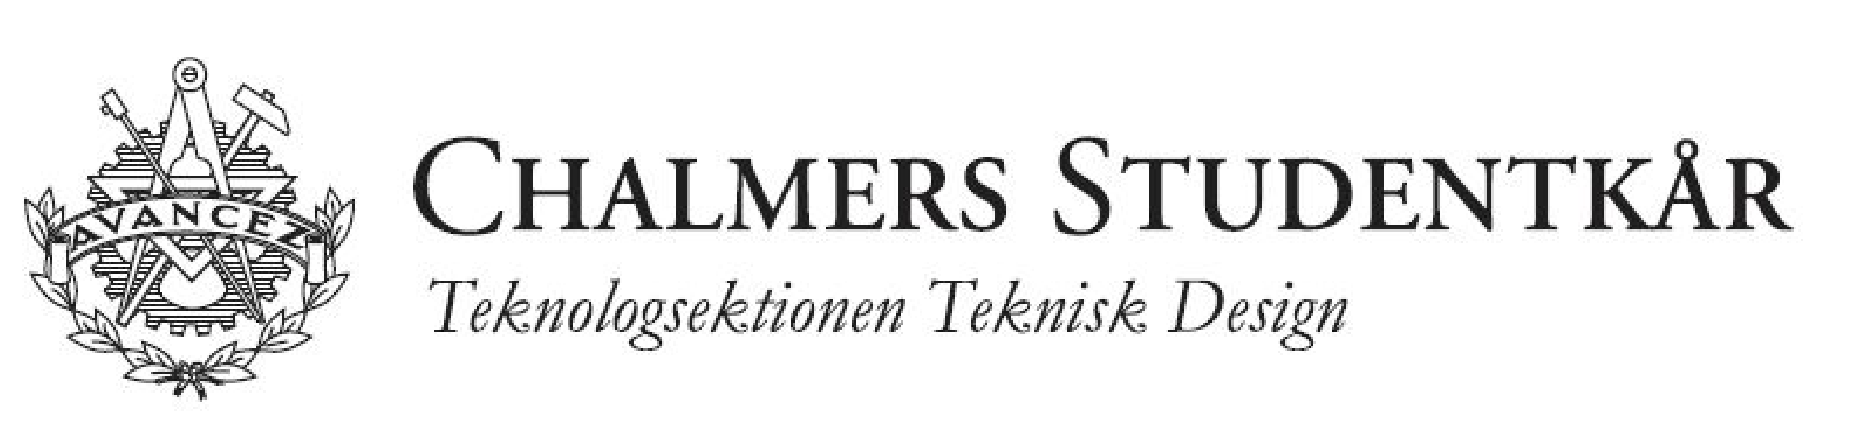 AVANCEZ
CHALMERS STUDENTKÅR
Teknologsektionen Teknisk Design